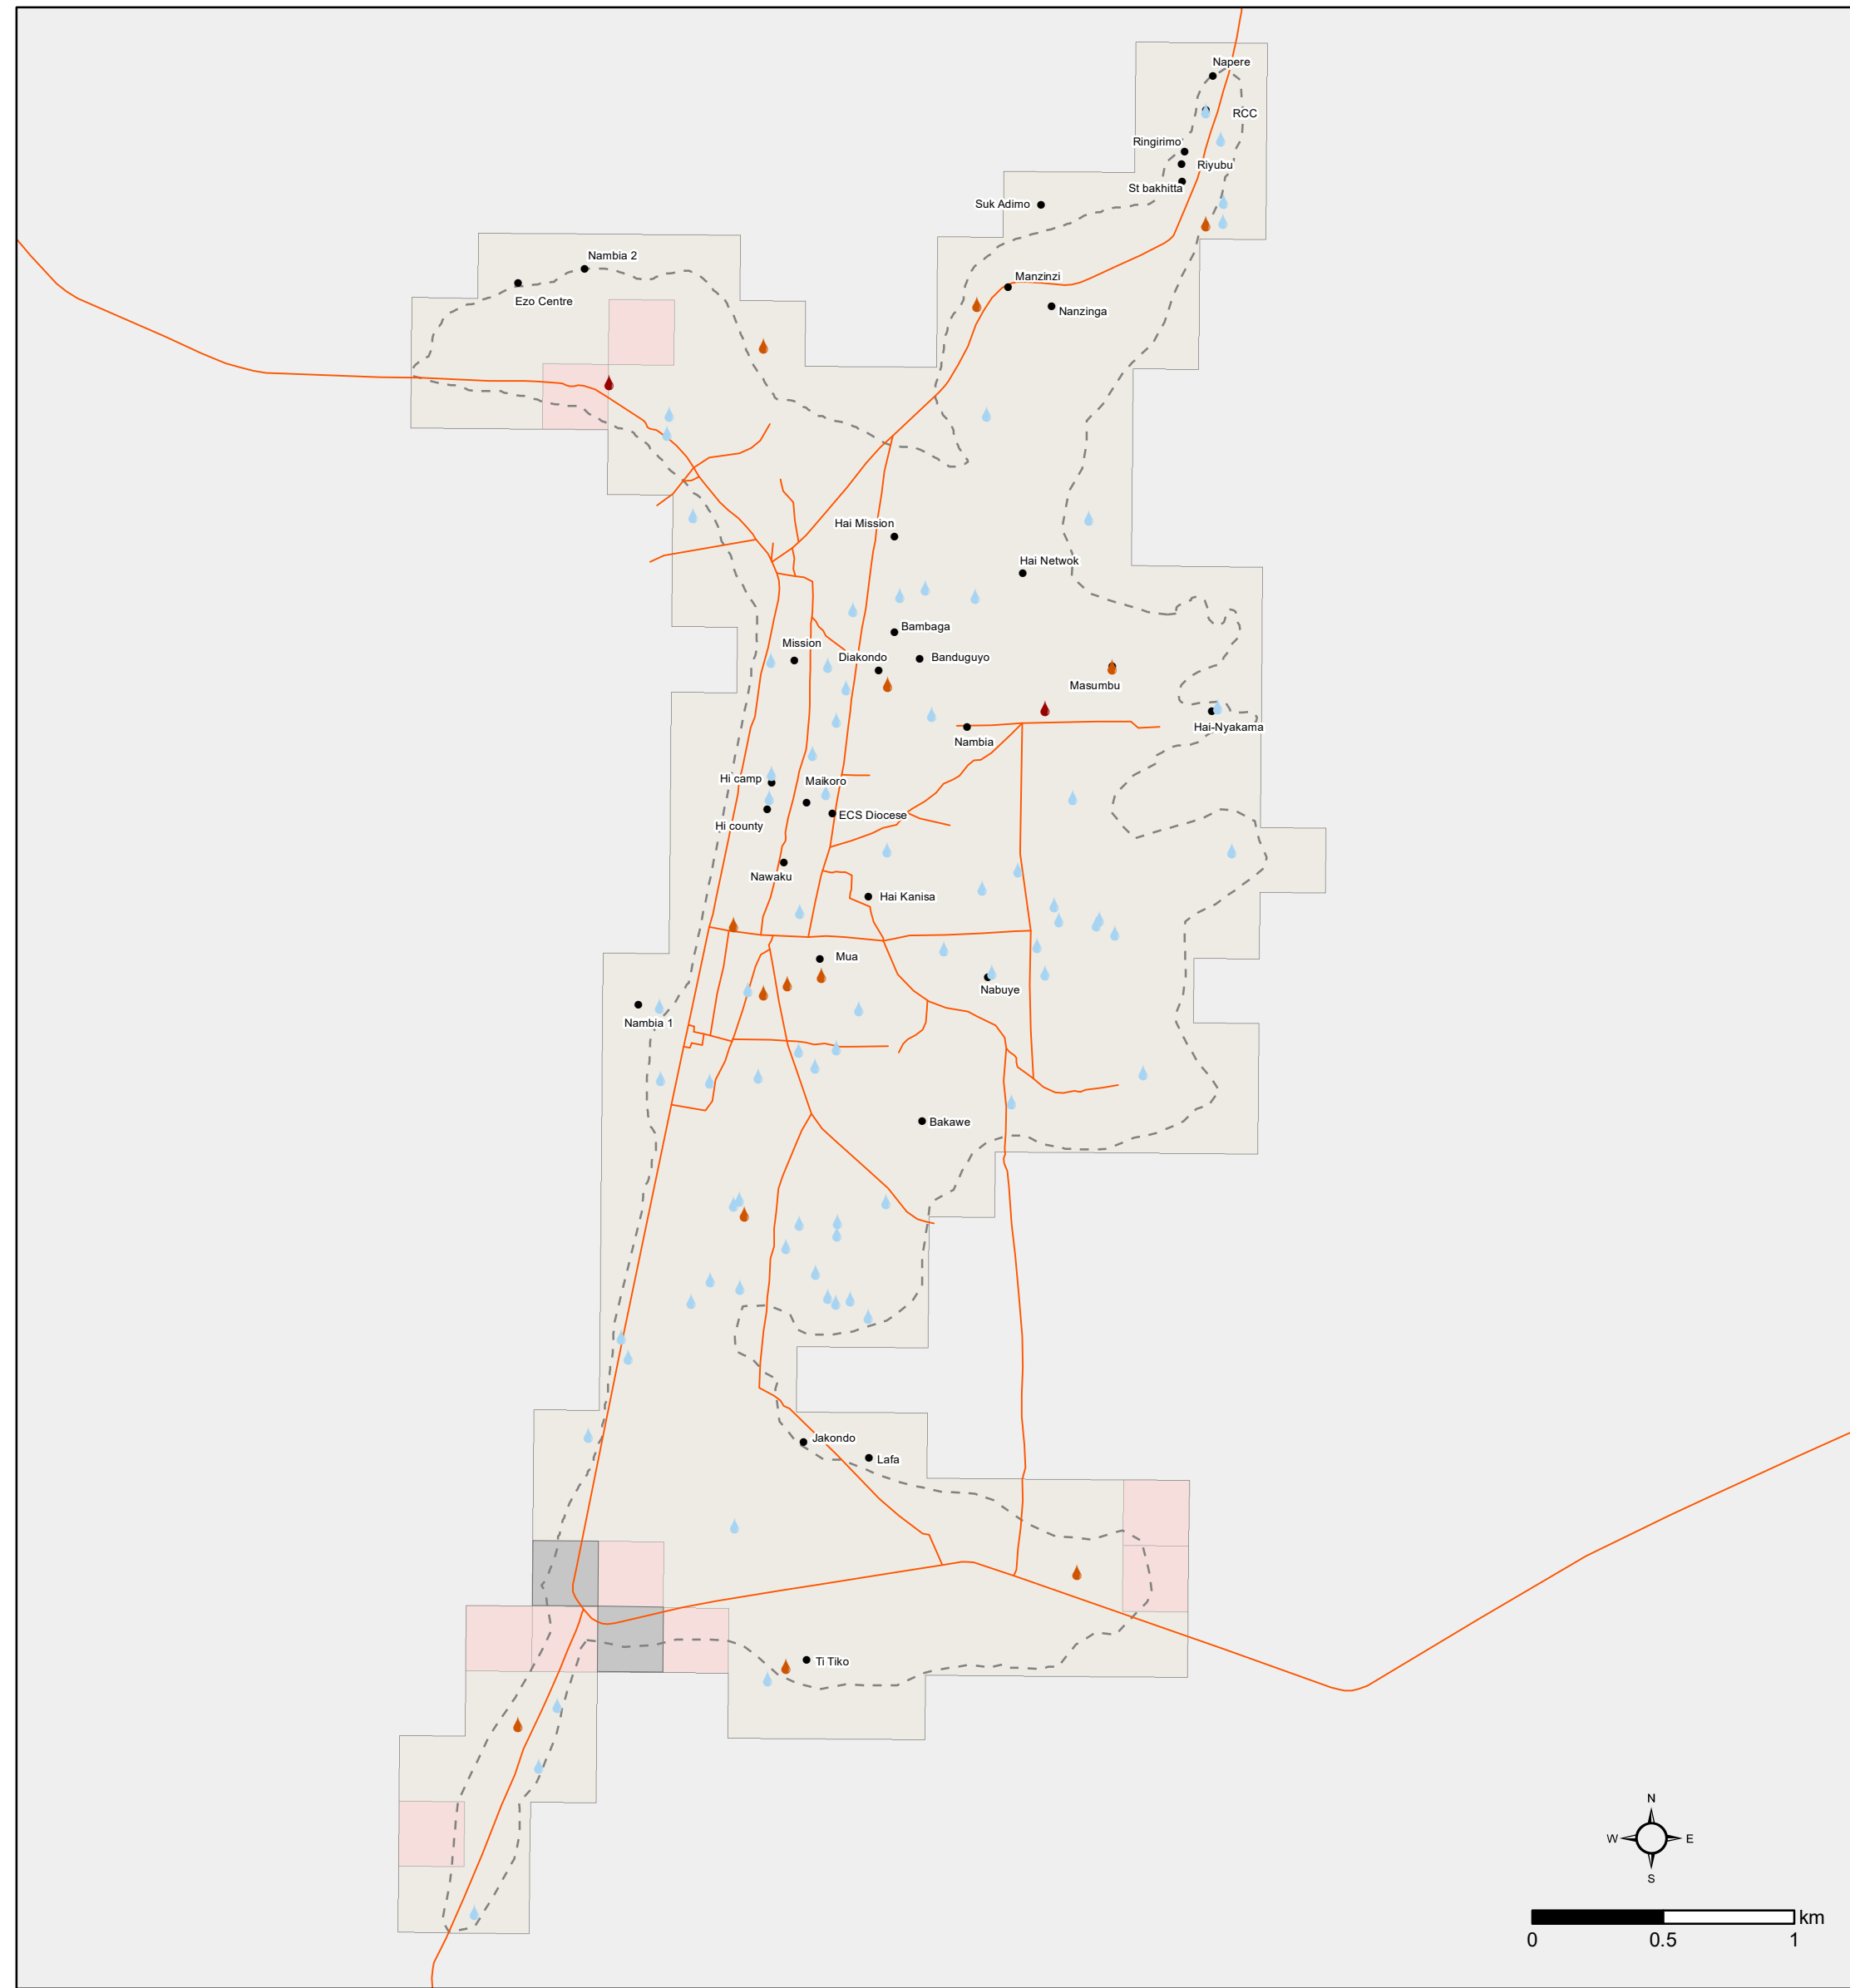 Napere
RCC
Ringirimo
Riyubu
St bakhitta
Suk Adimo
Nambia 2
Manzinzi
Ezo Centre
Nanzinga
Hai Mission
Hai Netwok
Bambaga
Mission
Diakondo
Banduguyo
Masumbu
Hai-Nyakama
Nambia
Hi camp
Maikoro
ECS Diocese
Hi county
Nawaku
Hai Kanisa
Mua
Nabuye
Nambia 1
Bakawe
Jakondo
Lafa
Ti Tiko
N
W E
S
km
0 0.5 1